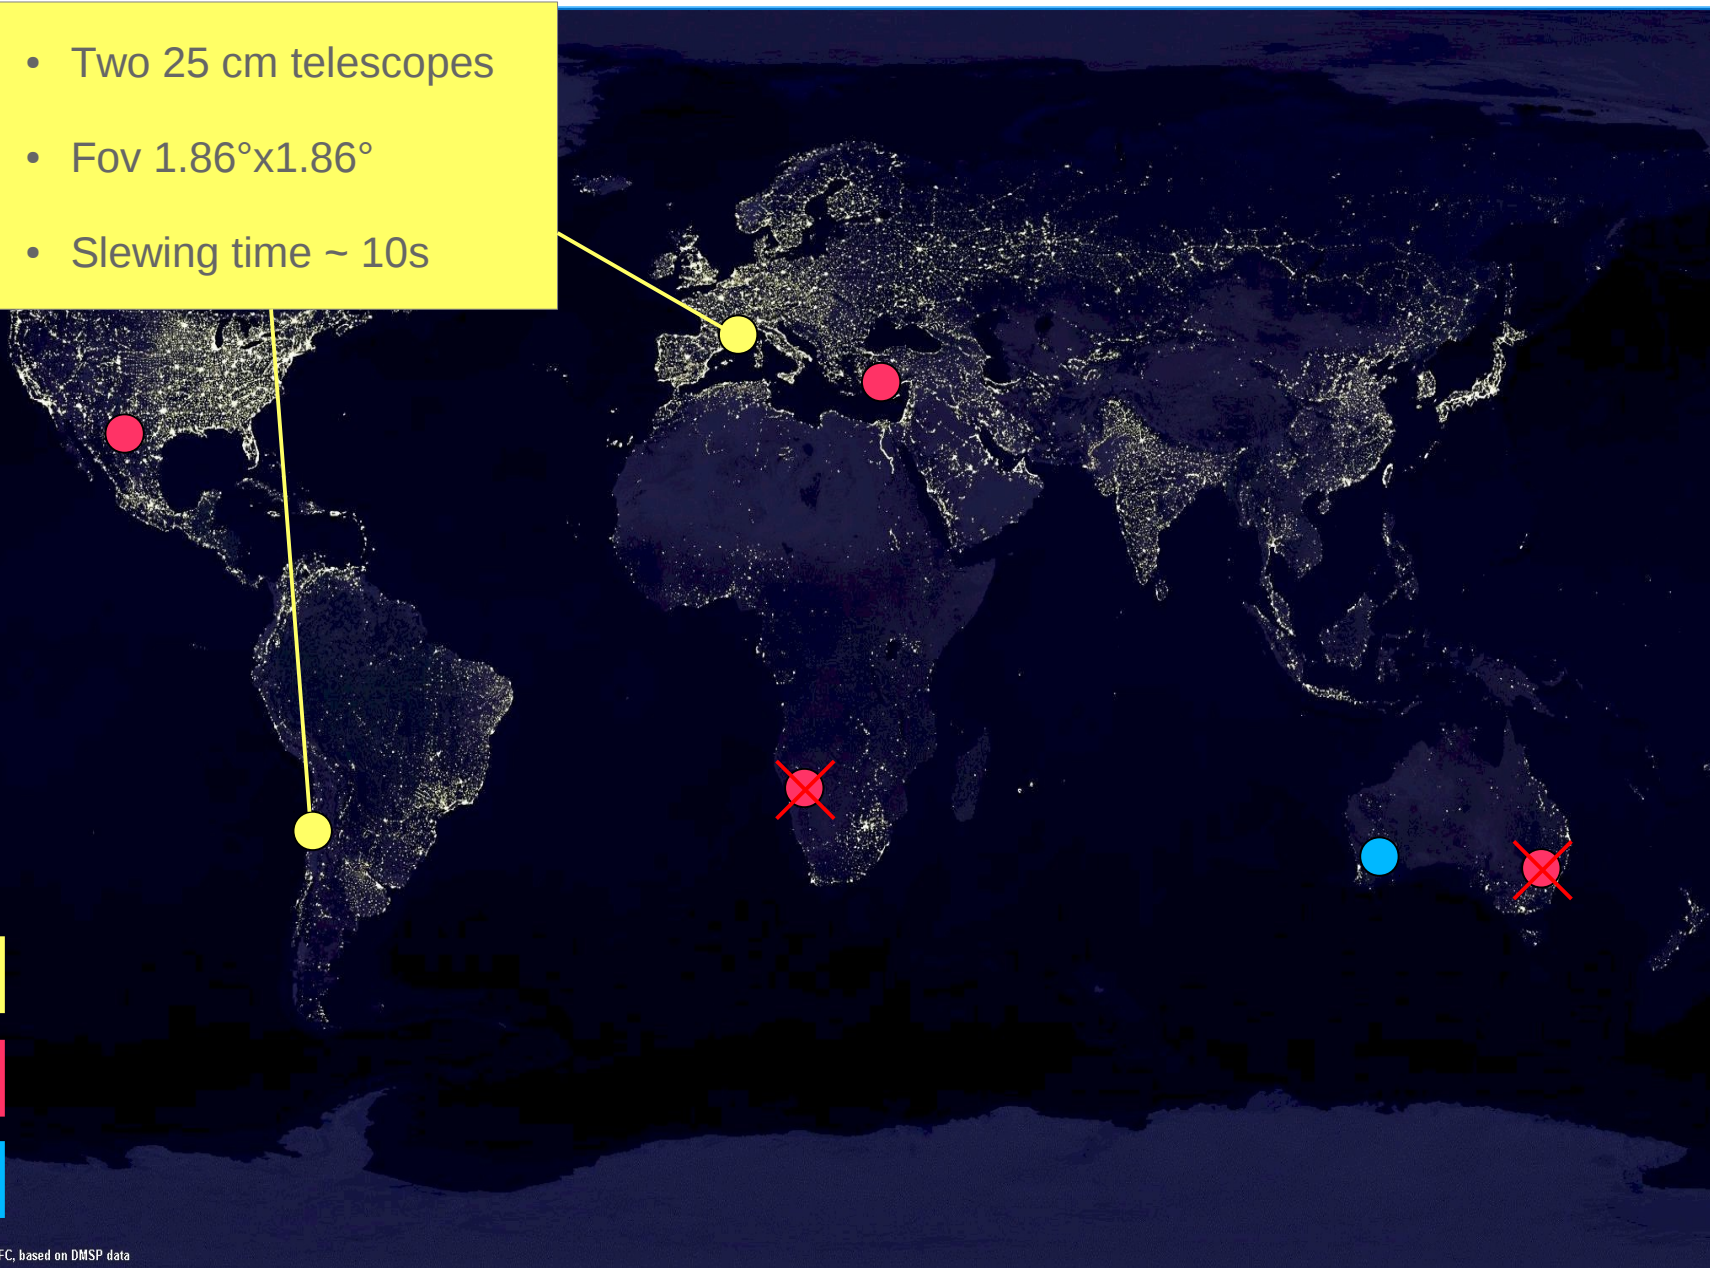 • Two 25 cm telescopes
• Fov 1.86°x1.86°
• Slewing time ~ 10s
FC, based on DMSP data